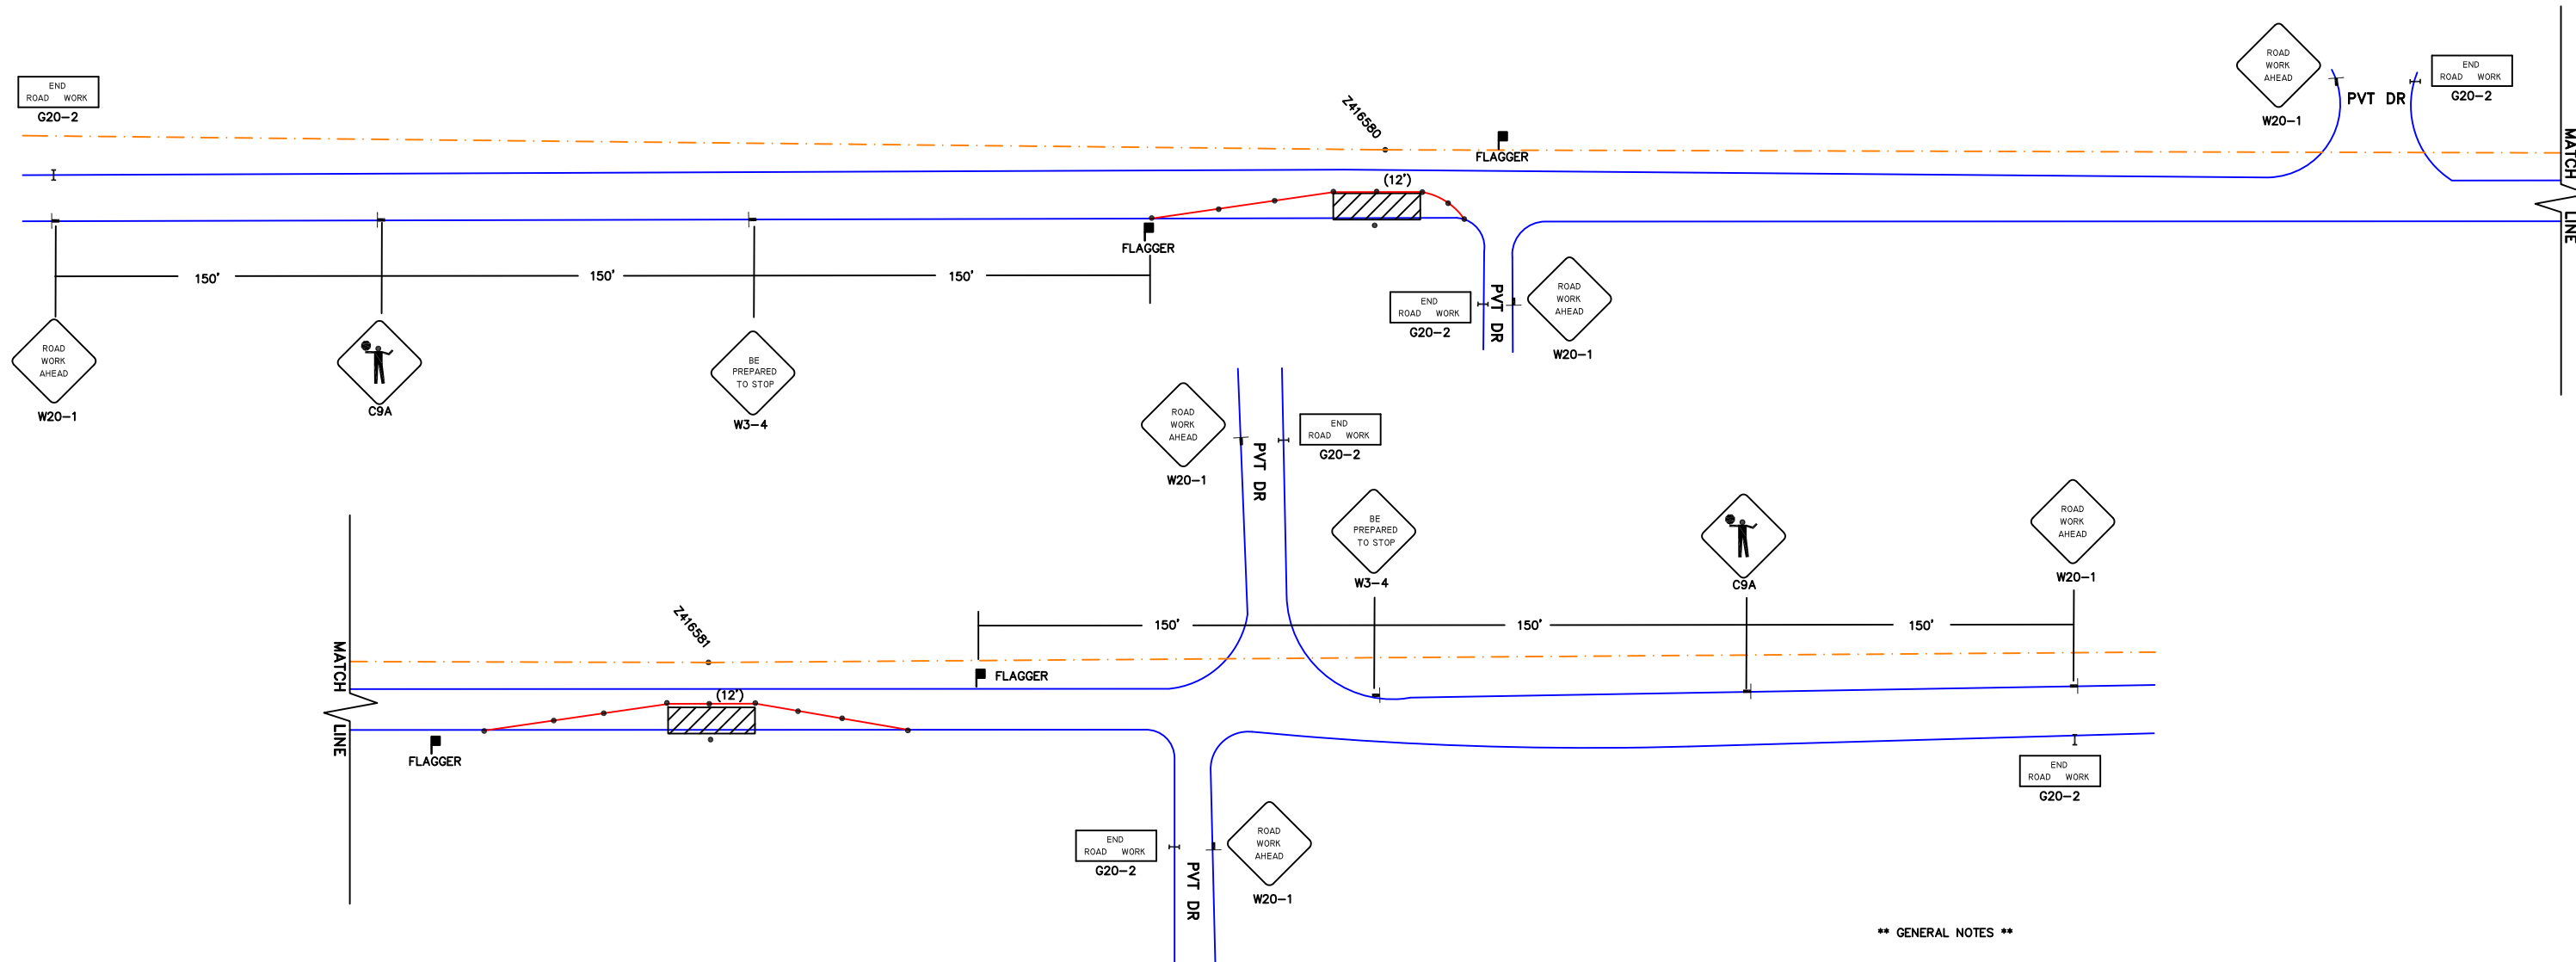 END
ROAD WORK
G20-2
Z416580
FLAGGER
ROAD
WORK
AHEAD
W20-1
PVT DR
END
ROAD WORK
G20-2
MATCH
LINE
(12')
FLAGGER
150'
150'
150'
ROAD
WORK
AHEAD
W20-1
C9A
BE
PREPARED
TO STOP
W3-4
END
ROAD WORK
G20-2
PVT DR
ROAD
WORK
AHEAD
W20-1
ROAD
WORK
AHEAD
W20-1
PVT DR
END
ROAD WORK
G20-2
BE
PREPARED
TO STOP
W3-4
C9A
ROAD
WORK
AHEAD
W20-1
150'
150'
150'
MATCH
LINE
Z416581
FLAGGER
(12')
FLAGGER
END
ROAD WORK
G20-2
END
ROAD WORK
G20-2
PVT DR
ROAD
WORK
AHEAD
W20-1
** GENERAL NOTES **